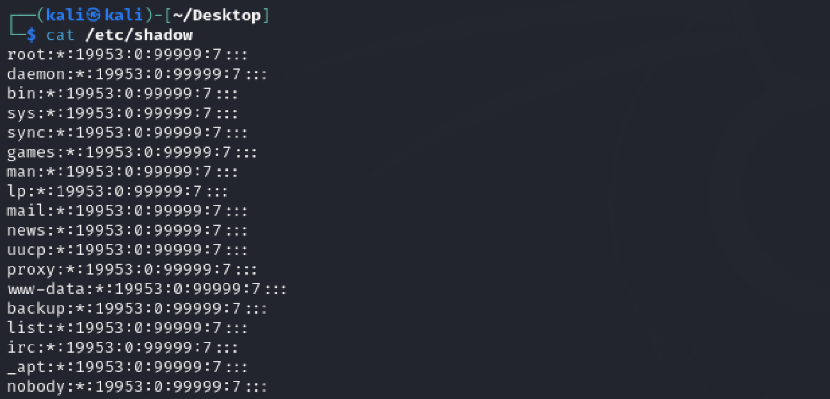 ┌──(kali㉿kali)-[~/Desktop]
└─$ cat /etc/shadow
root:*:19953:0:99999:7:::
daemon:*:19953:0:99999:7:::
bin:*:19953:0:99999:7:::
sys:*:19953:0:99999:7:::
sync:*:19953:0:99999:7:::
games:*:19953:0:99999:7:::
man:*:19953:0:99999:7:::
lp:*:19953:0:99999:7:::
mail:*:19953:0:99999:7:::
news:*:19953:0:99999:7:::
uucp:*:19953:0:99999:7:::
proxy:*:19953:0:99999:7:::
www-data:*:19953:0:99999:7:::
backup:*:19953:0:99999:7:::
list:*:19953:0:99999:7:::
irc:*:19953:0:99999:7:::
_apt:*:19953:0:99999:7:::
nobody:*:19953:0:99999:7:::